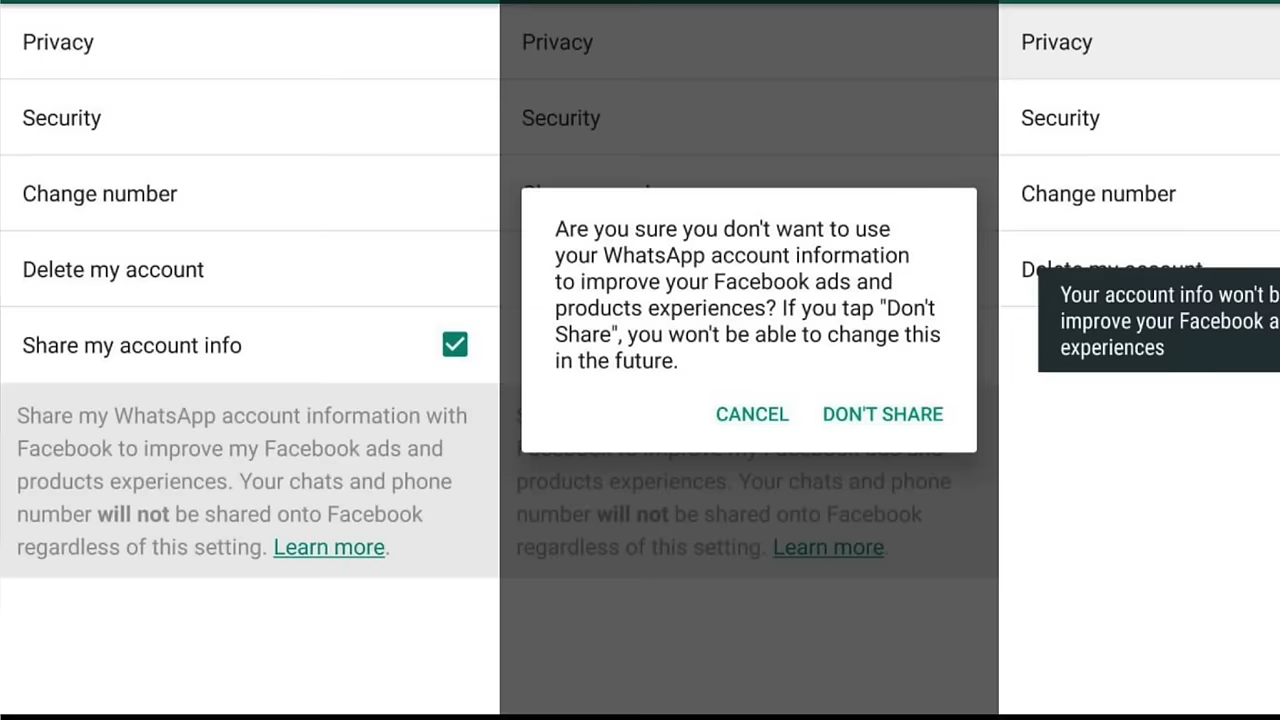 Privacy
Security
Change number
Delete my account
Share my account info
Share my WhatsApp account information with
Facebook to improve my Facebook ads and
products experiences. Your chats and phone
number will not be shared onto Facebook
regardless of this setting. Learn more.
Privacy
Security
Are you sure you don't want to use
your WhatsApp account information
to improve your Facebook ads and
products experiences? If you tap "Don't
Share", you won't be able to change this
in the future.
CANCEL DON'T SHARE
products experiences. Your chats and phone
number will not be shared onto Facebook
regardless of this setting. Learn more.
Privacy
Security
Change number
Delete my account
Your account info won't b
improve your Facebook a
experiences